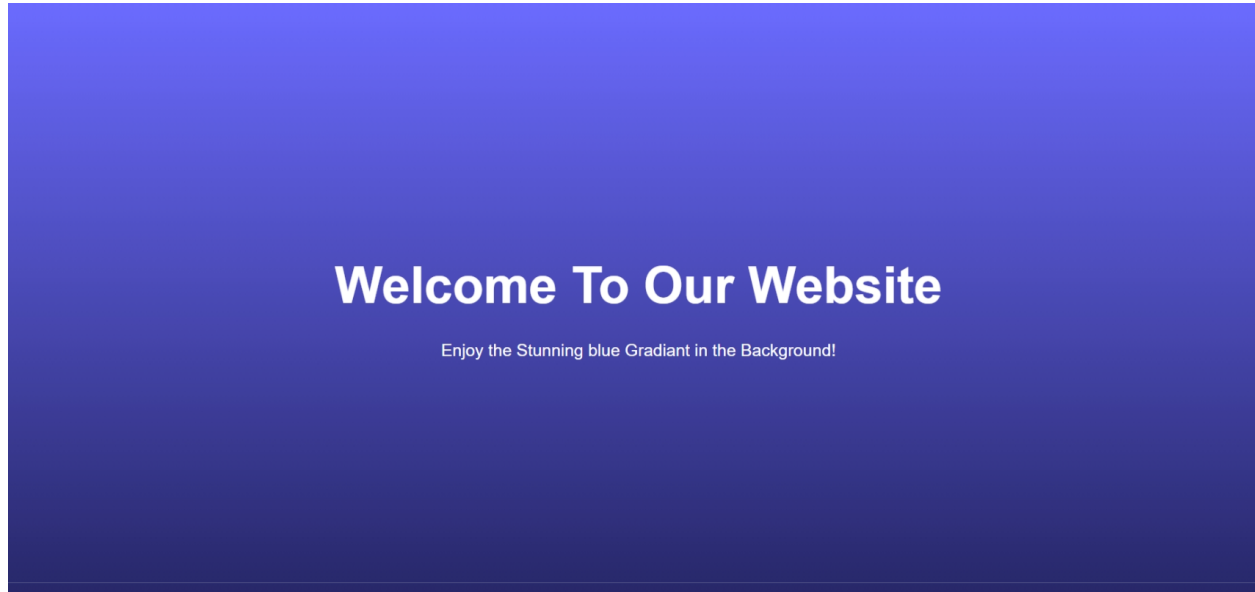 Welcome To Our Website
Enjoy the Stunning blue Gradiant in the Background!